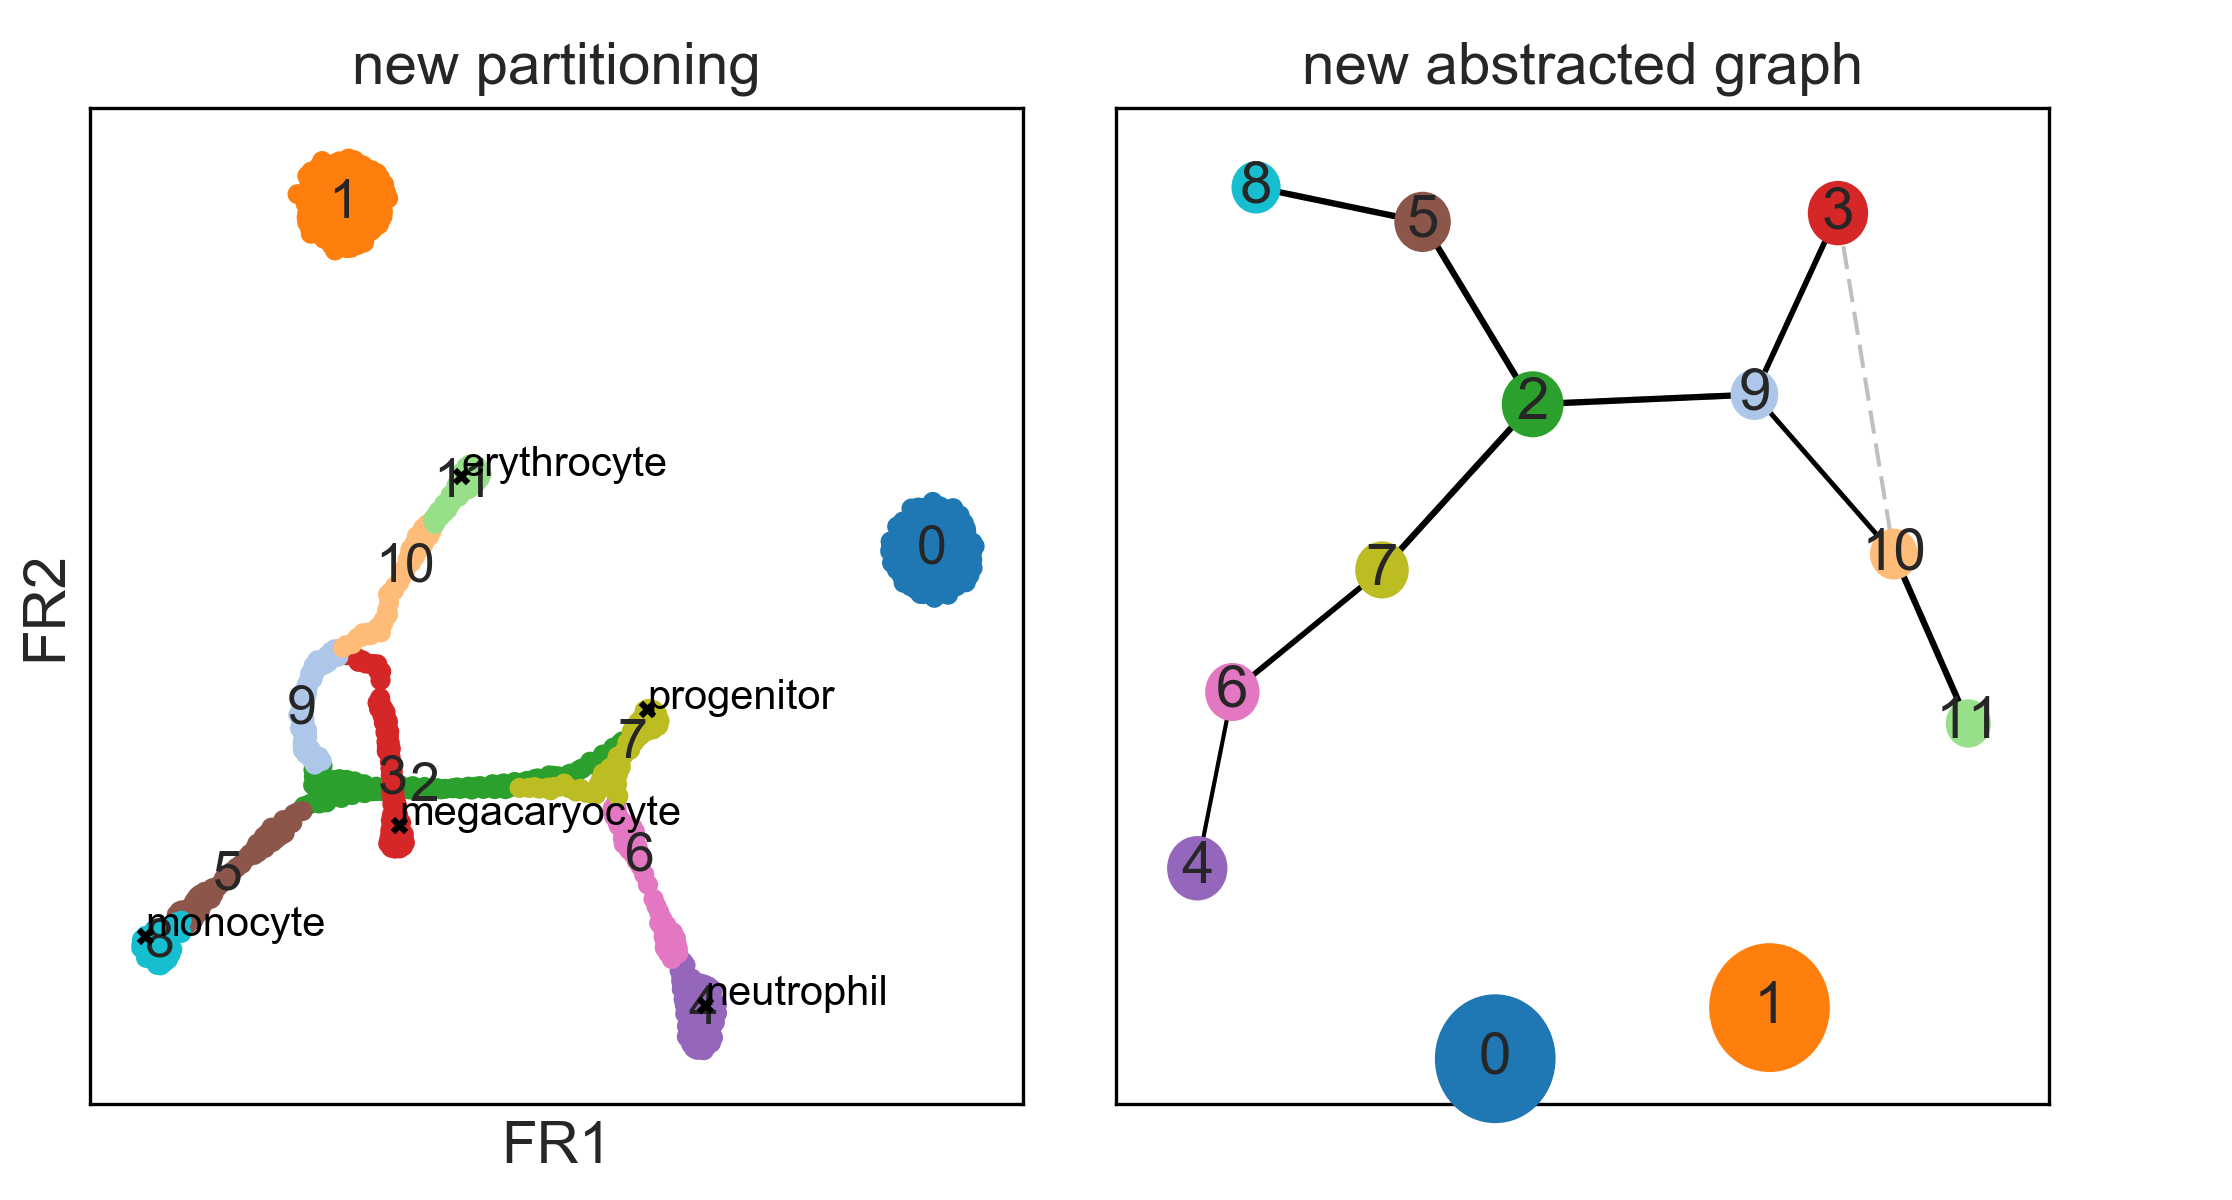 new partitioning
1
erythrocyte
11
0
10
FR2
progenitor
9
7
3
2
megacaryocyte
6
5
monocyte
8
neutrophil
4
FR1
new abstracted graph
8
5
3
2
9
7
10
6
11
4
1
0